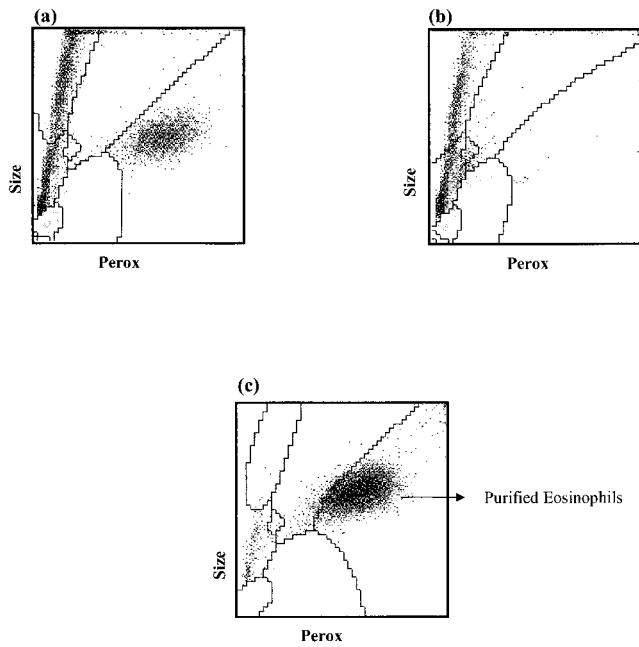 (a)
Size
Perox
(b)
Size
Perox
(c)
Size
Perox
Purified Eosinophils